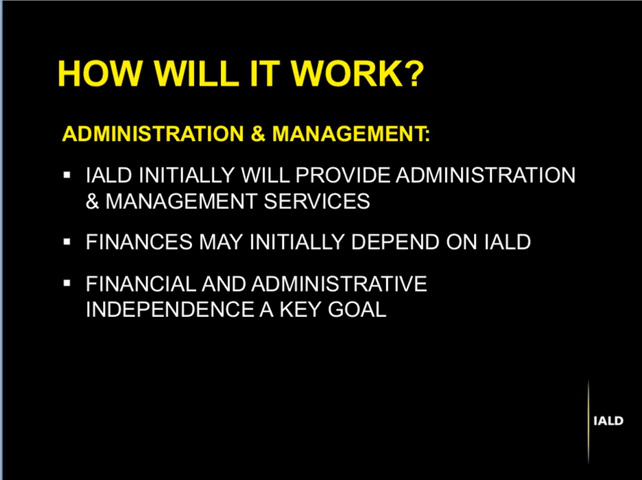 HOW WILL IT WORK?
ADMINISTRATION & MANAGEMENT:
▪ IALD INITIALLY WILL PROVIDE ADMINISTRATION
& MANAGEMENT SERVICES
▪ FINANCES MAY INITIALLY DEPEND ON IALD
▪ FINANCIAL AND ADMINISTRATIVE
INDEPENDENCE A KEY GOAL
IALD